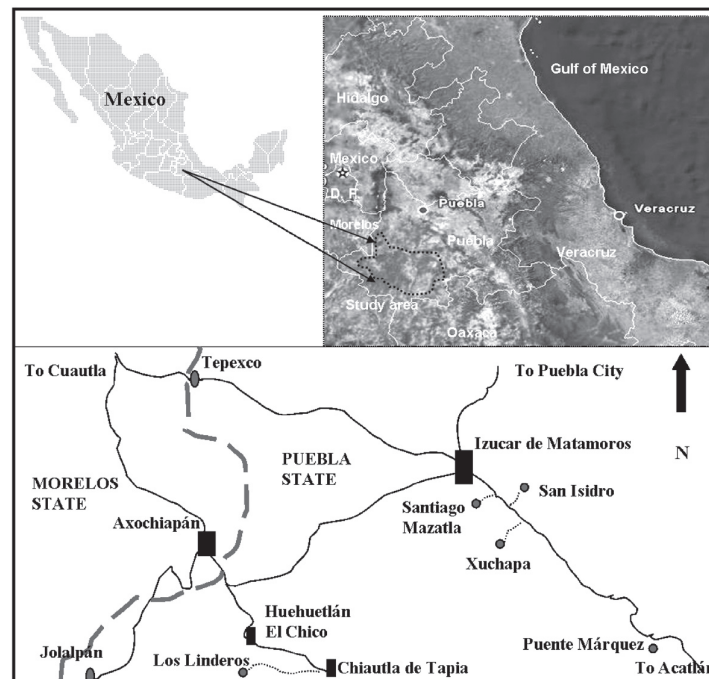 Mexico
Gulf of Mexico
Hidalgo
Mexico
D. F.
Puebla
Veracruz
Morelos
Puebla
Veracruz
Study area
Oaxaca
To Cuautla
Tepexco
To Puebla City
Izucar de Matamoros
N
MORELOS
STATE
PUEBLA
STATE
San Isidro
Santiago
Mazatla
Axochiapán
Xuchapa
Huehuetlán
El Chico
Puente Márquez
Jolalpán
Los Linderos
Chiautla de Tapia
To Acatlán